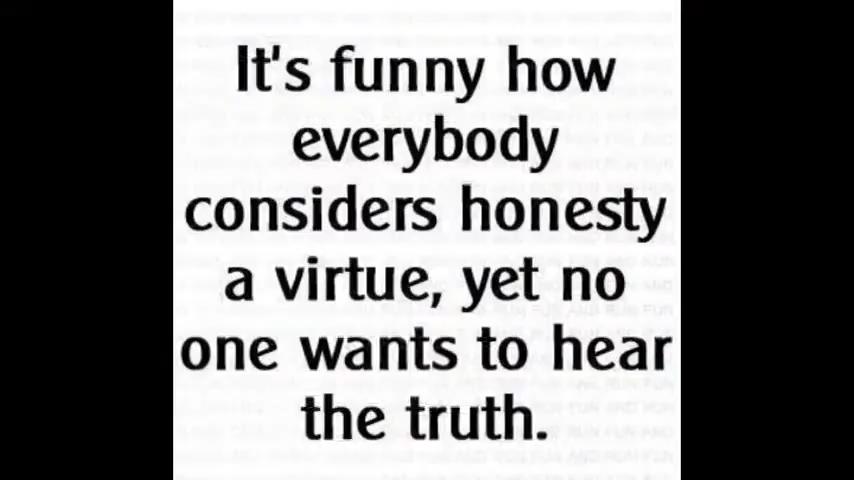 It's funny how
everybody
considers honesty
a virtue, yet no
one wants to hear
the truth.